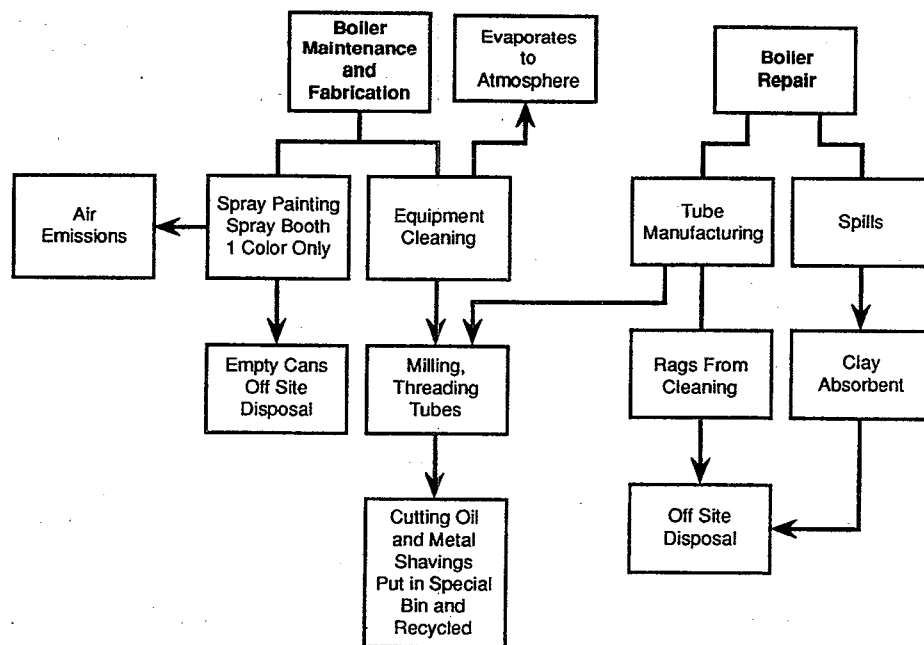 Boiler
Maintenance
and
Fabrication
Evaporates
to
Atmosphere
Boiler
Repair
Air
Emissions
Spray Painting
Spray Booth
1 Color Only
Equipment
Cleaning
Tube
Manufacturing
Spills
Empty Cans
Off Site
Disposal
Milling,
Threading
Tubes
Rags From
Cleaning
Clay
Absorbent
Cutting Oil
and Metal
Shavings
Put in Special
Bin and
Recycled
Off Site
Disposal